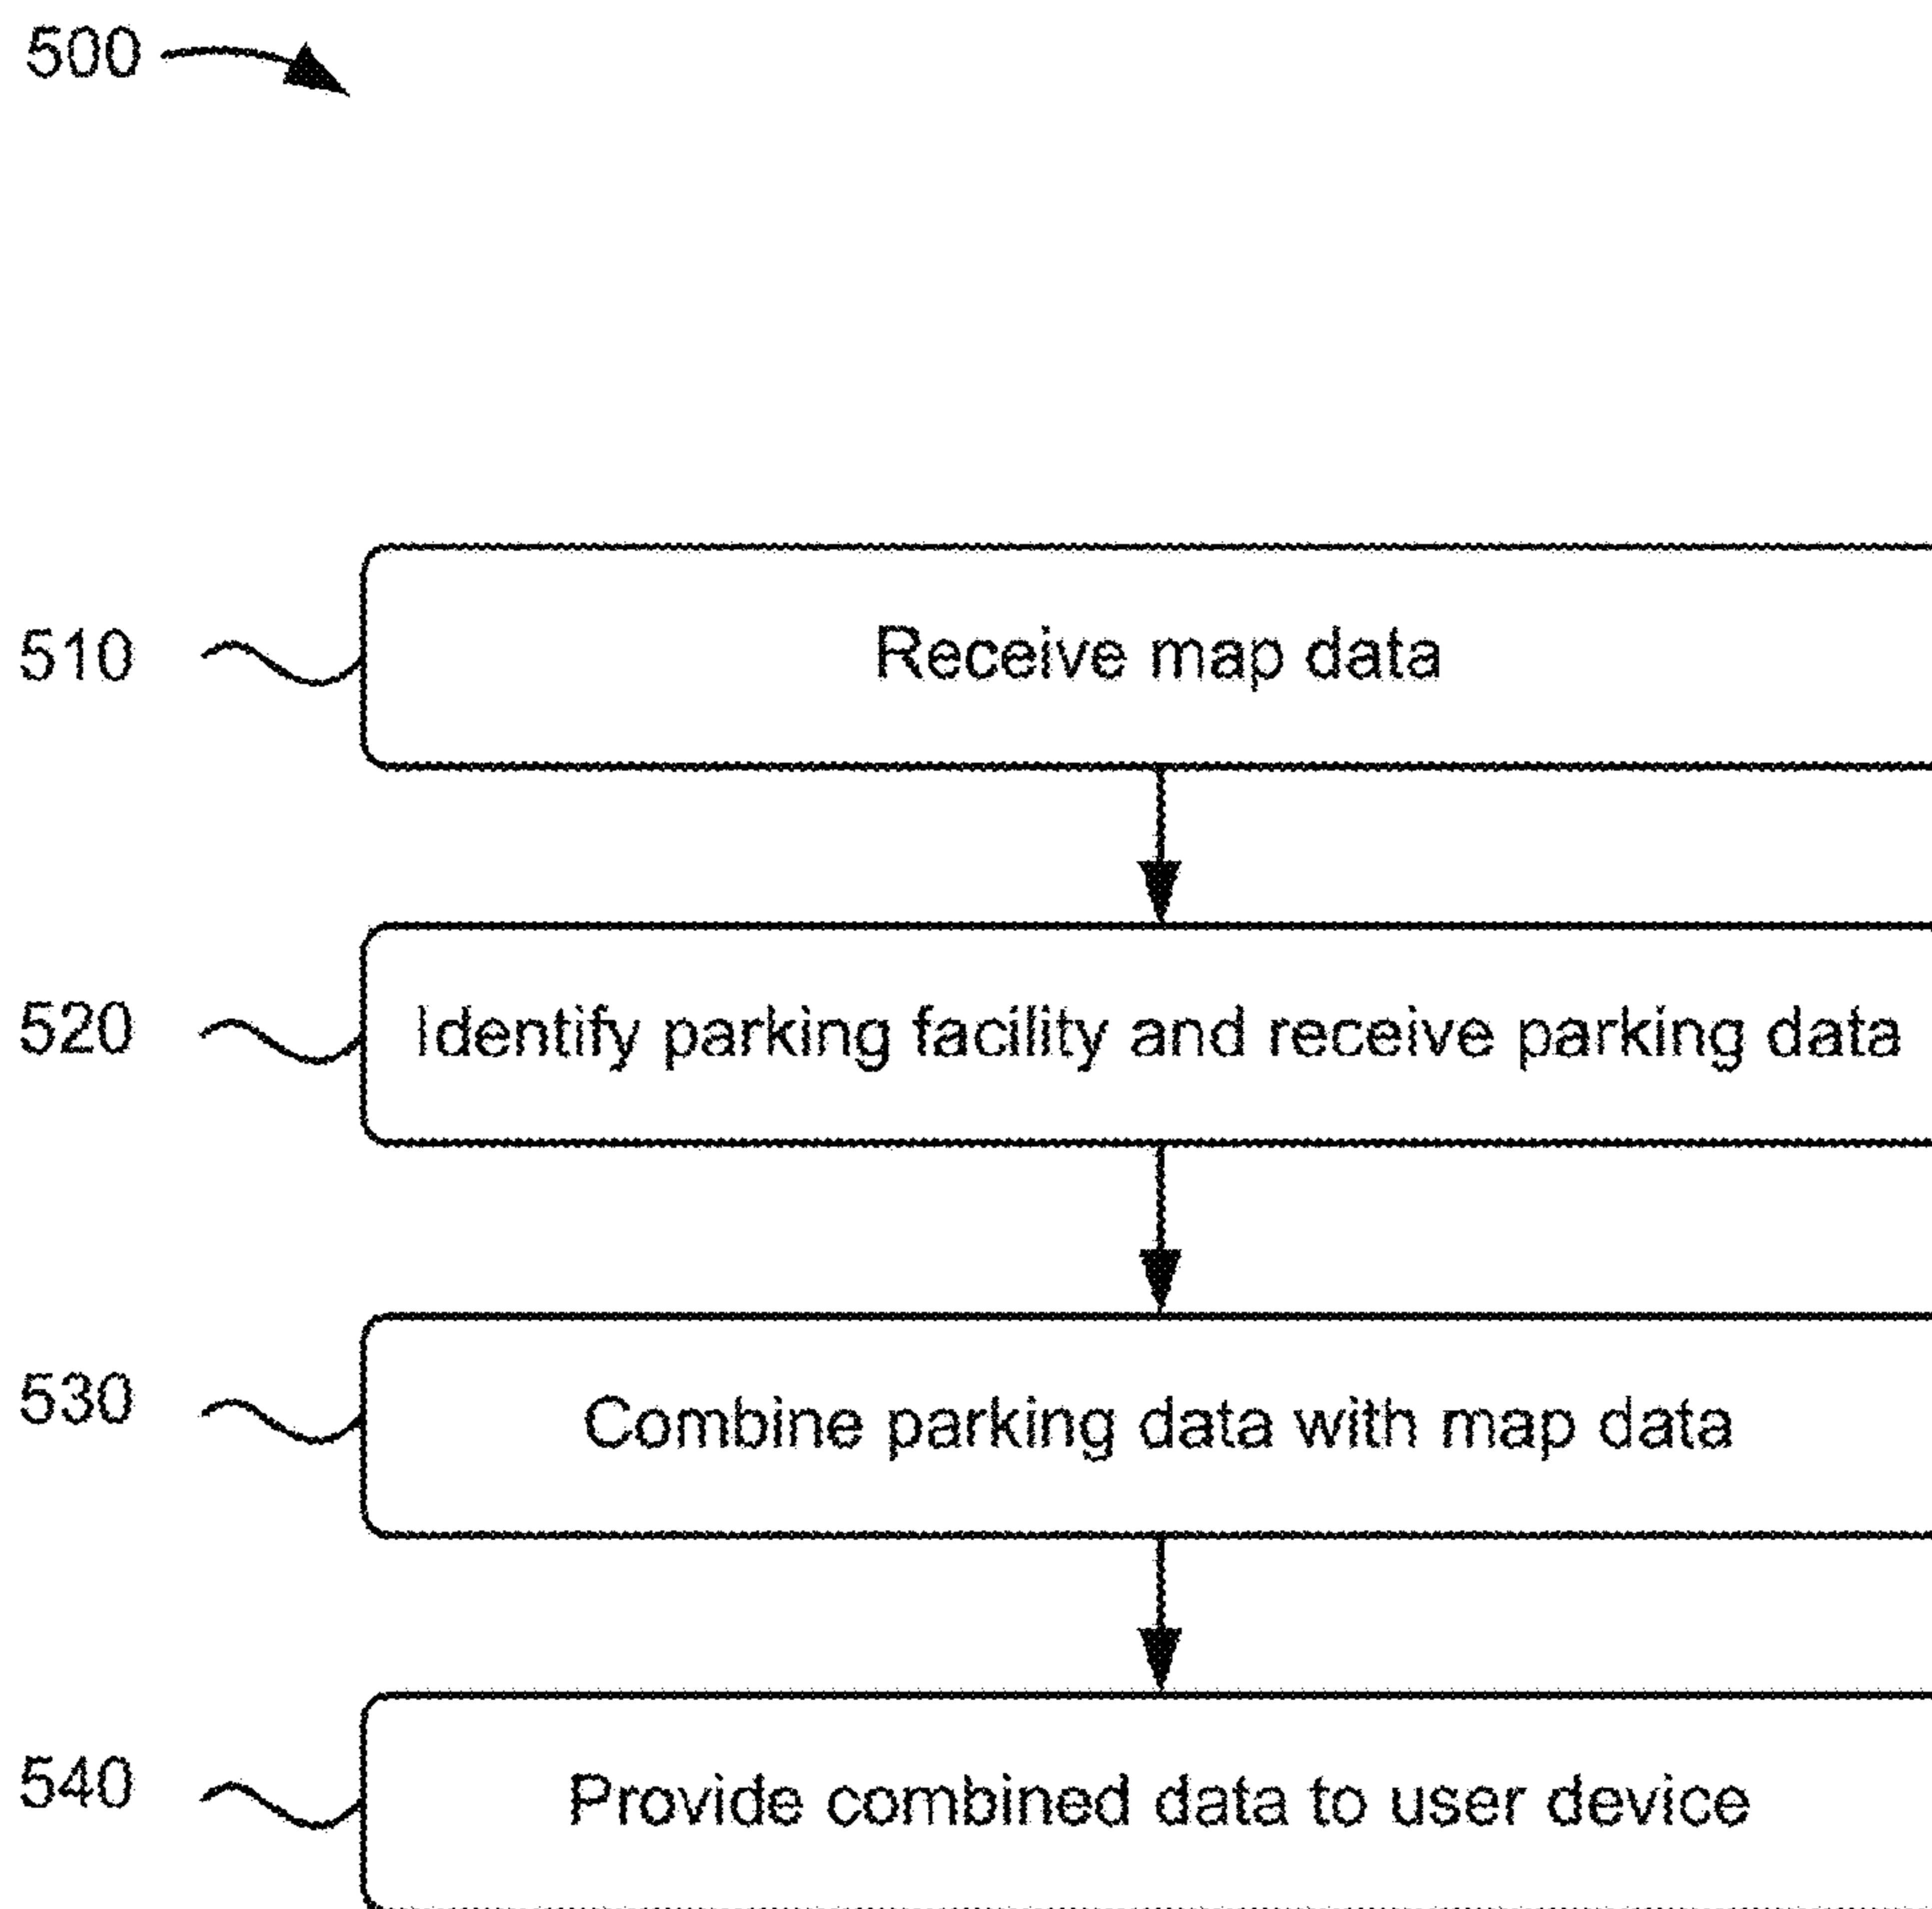 500
510 Receive map data
520 Identify parking facility and receive parking data
530 Combine parking data with map data
540 Provide combined data to user device